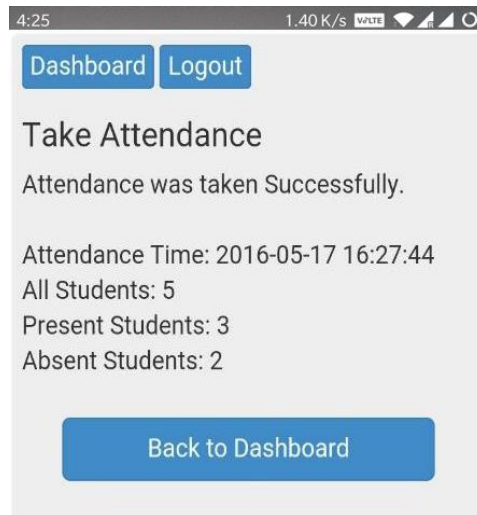 4:25 1.40 K/s VoLTE R
Dashboard Logout
Take Attendance
Attendance was taken Successfully.
Attendance Time: 2016-05-17 16:27:44
All Students: 5
Present Students: 3
Absent Students: 2
Back to Dashboard